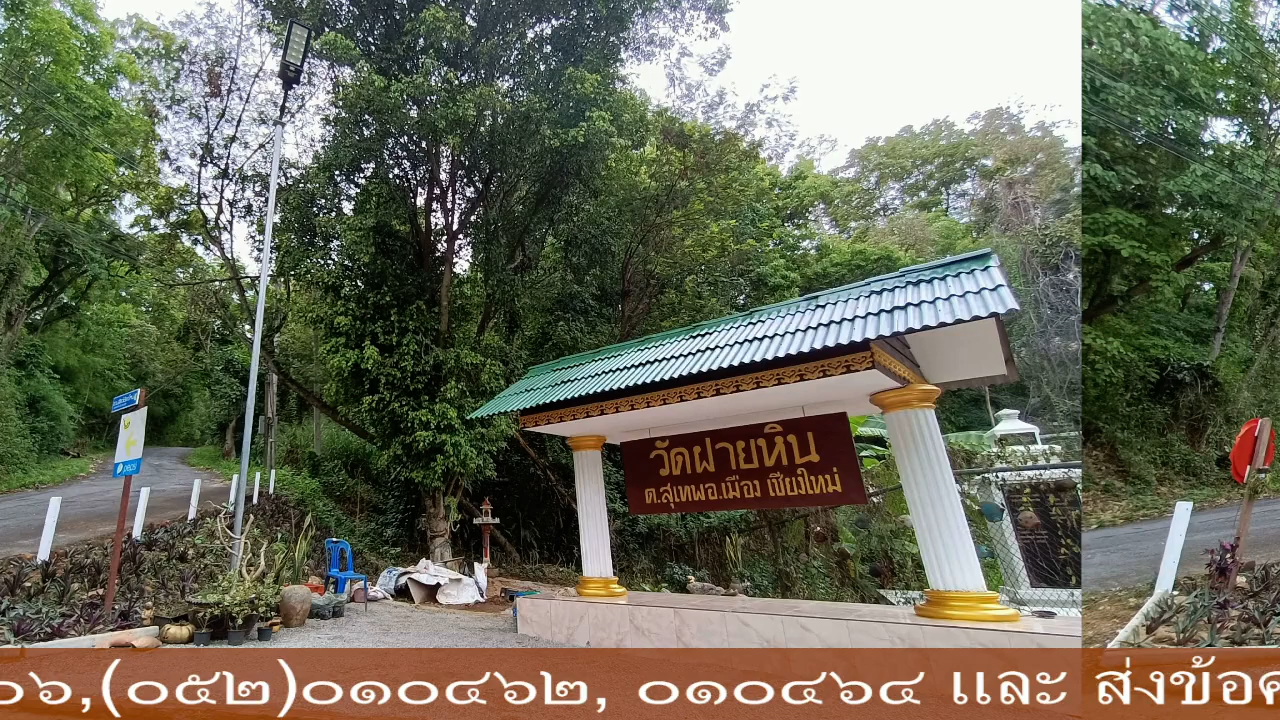 วัดฝายหิน
ต.สุเทพอ.เมือง เชียงใหม่
pepsi
๐๖,(๐๕๒)๐๑๐๔๖๒, ๐๑๐๔๖๔ และ ส่งข้อค